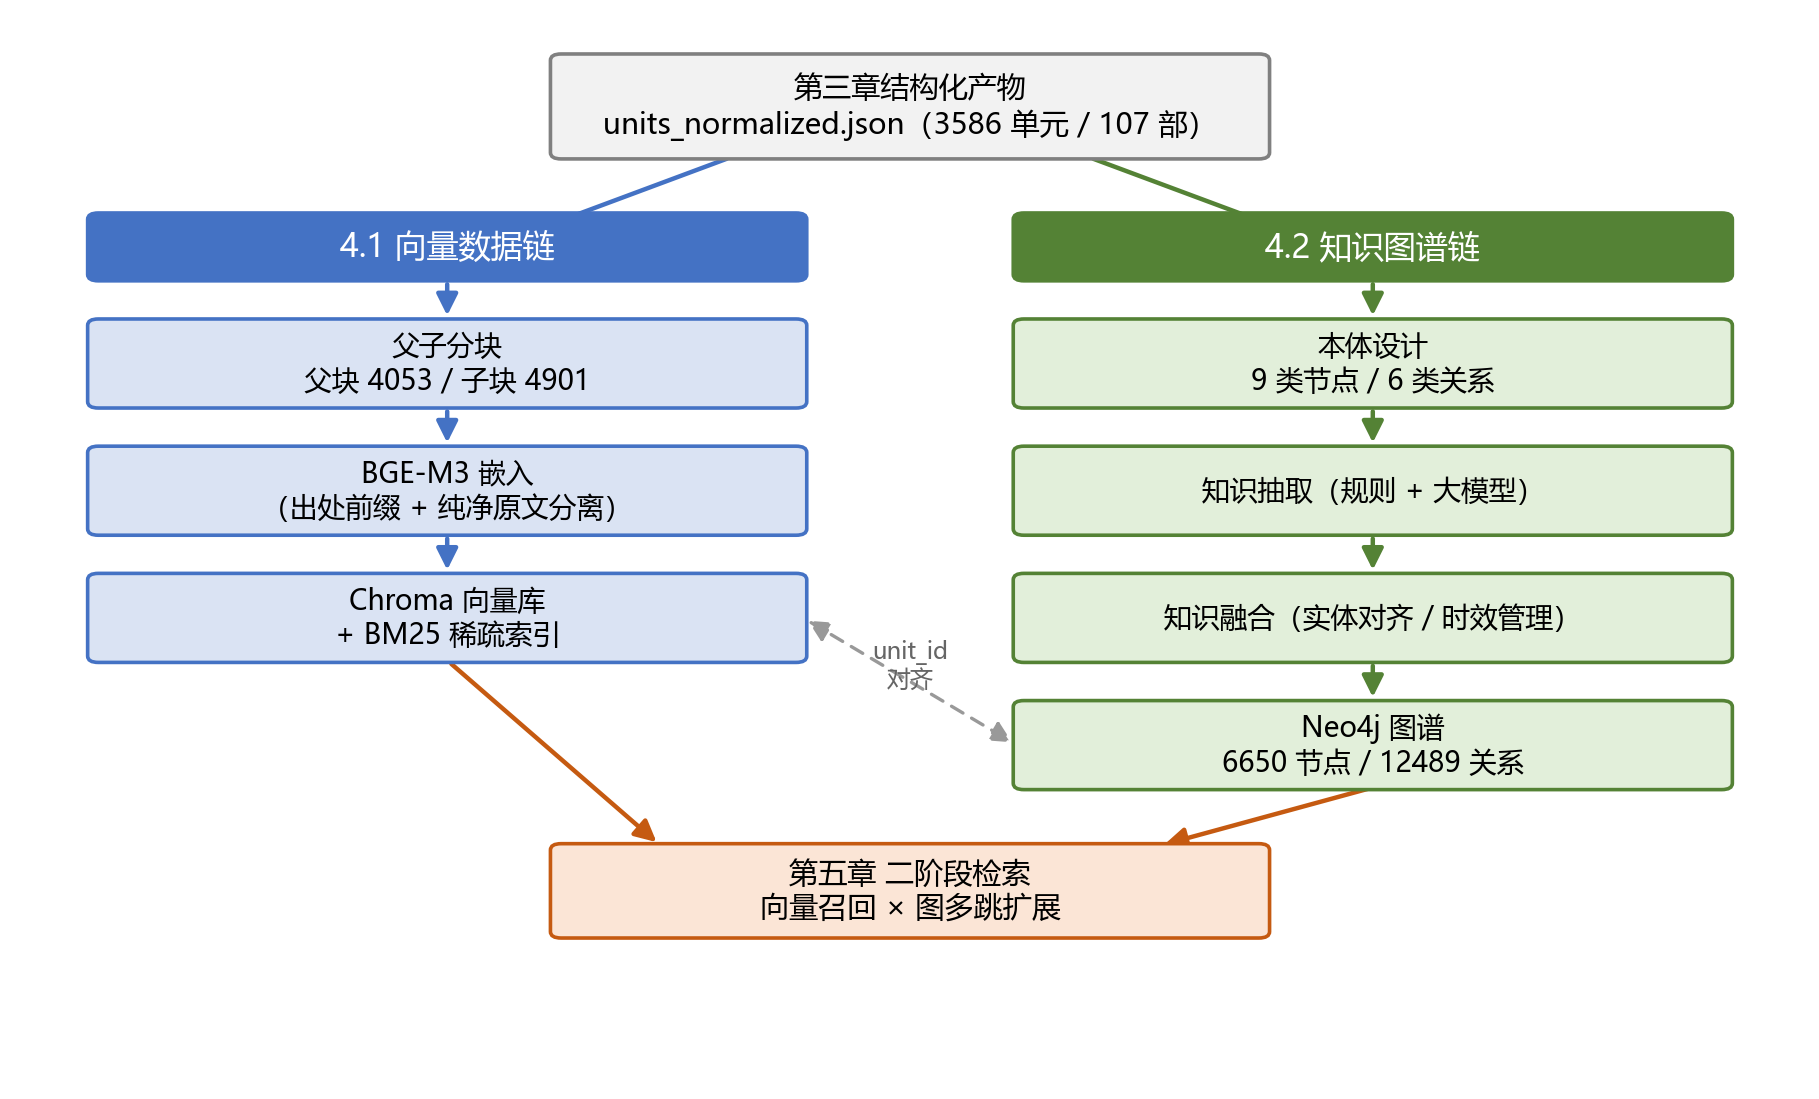 第三章结构化产物
units_normalized.json（3586 单元 / 107 部）
4.1 向量数据链
父子分块
父块 4053 / 子块 4901
BGE-M3 嵌入
（出处前缀 + 纯净原文分离）
Chroma 向量库
+ BM25 稀疏索引
unit_id
对齐
4.2 知识图谱链
本体设计
9 类节点 / 6 类关系
知识抽取（规则 + 大模型）
知识融合（实体对齐 / 时效管理）
Neo4j 图谱
6650 节点 / 12489 关系
第五章 二阶段检索
向量召回 × 图多跳扩展